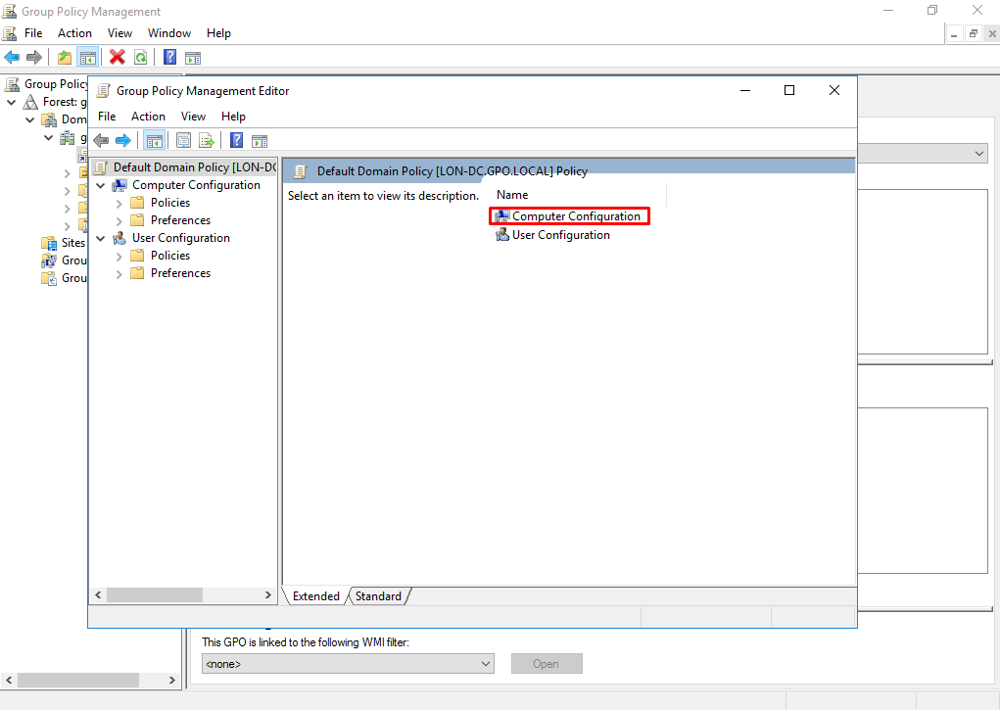 Group Policy Management
File Action View Window Help
Group Policy
Forest: g
Dom
g
Sites
Grou
Grou
Group Policy Management Editor
File Action View Help
Default Domain Policy [LON-DC
Computer Configuration
Policies
Preferences
User Configuration
Policies
Preferences
Default Domain Policy [LON-DC.GPO.LOCAL] Policy
Select an item to view its description.
Name
Computer Configuration
User Configuration
Extended Standard
This GPO is linked to the following WMI filter:
<none> Open